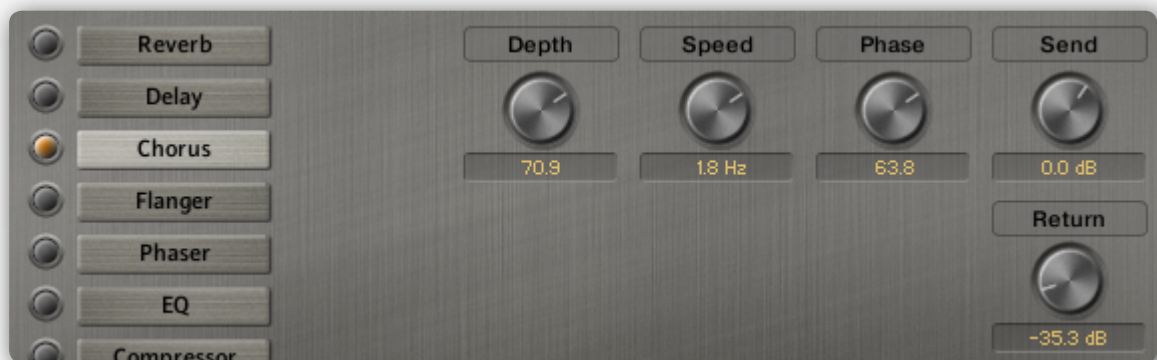 Reverb
Delay
Chorus
Flanger
Phaser
EQ
Compressor
Depth
70.9
Speed
1.8 Hz
Phase
63.8
Send
0.0 dB
Return
-35.3 dB